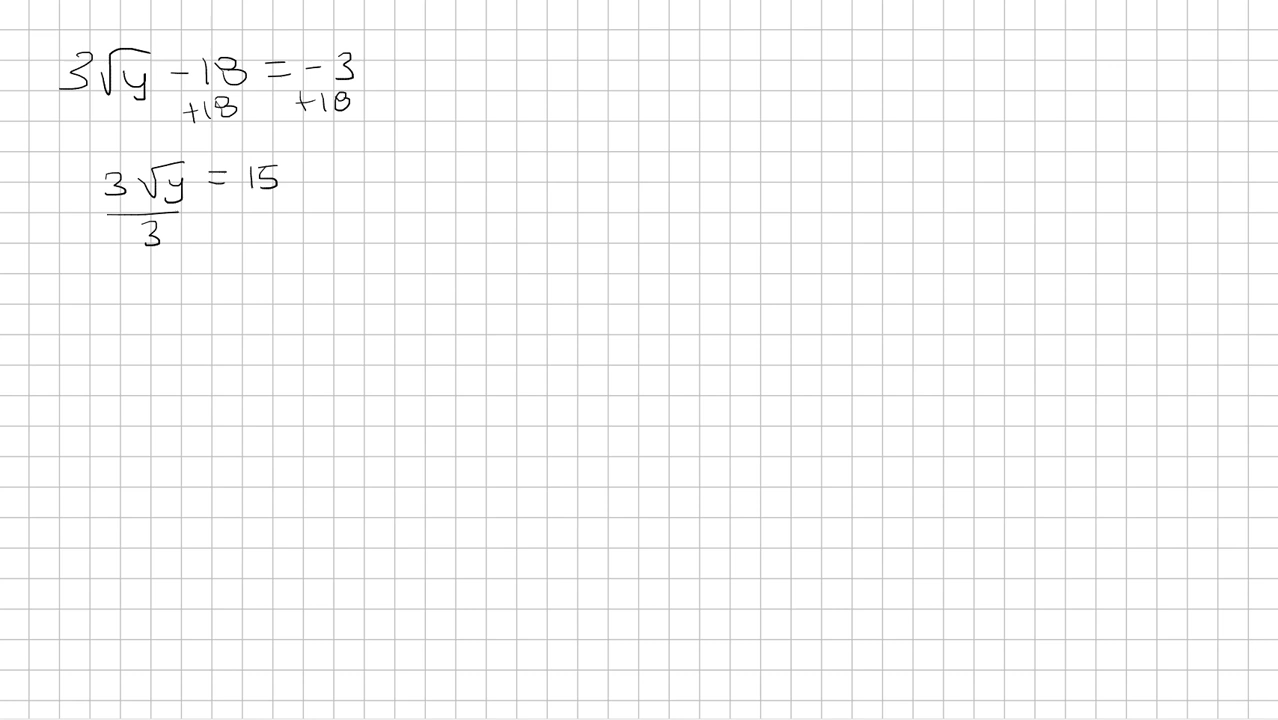 3√y - 18 = - 3
+18 +18
3√y = 15
3